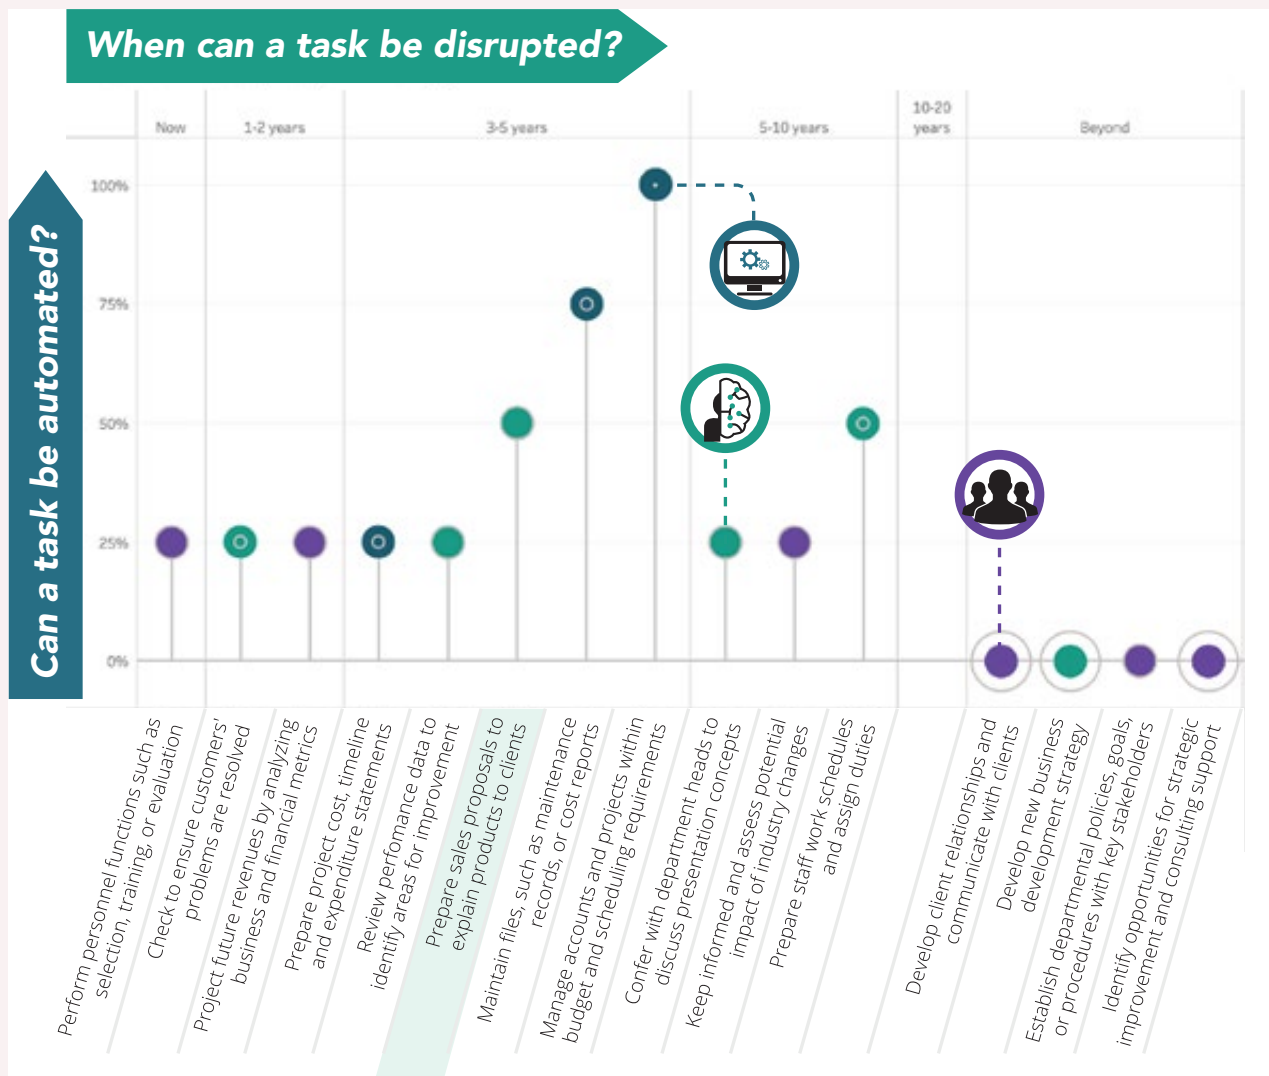 When can a task be disrupted?
Now
1-2 years
3-5 years
5-10 years
10-20
years
Beyond
Can a task be automated?
100%
75%
50%
25%
0%
Perform personnel functions such as
selection, training, or evaluation
Check to ensure customers'
problems are resolved
Project future revenues by analyzing
business and financial metrics
Prepare project cost, timeline
and expenditure statements
Review perfomance data to
identify areas for improvement
Prepare sales proposals to
explain products to clients
Maintain files, such as maintenance
records, or cost reports
Manage accounts and projects within
budget and scheduling requirements
Confer with department heads to
discuss presentation concepts
Keep informed and assess potential
impact of industry changes
Prepare staff work schedules
and assign duties
Develop client relationships and
communicate with clients
Develop new business
development strategy
Establish departmental policies, goals,
or procedures with key stakeholders
Identify opportunities for strategic
improvement and consulting support